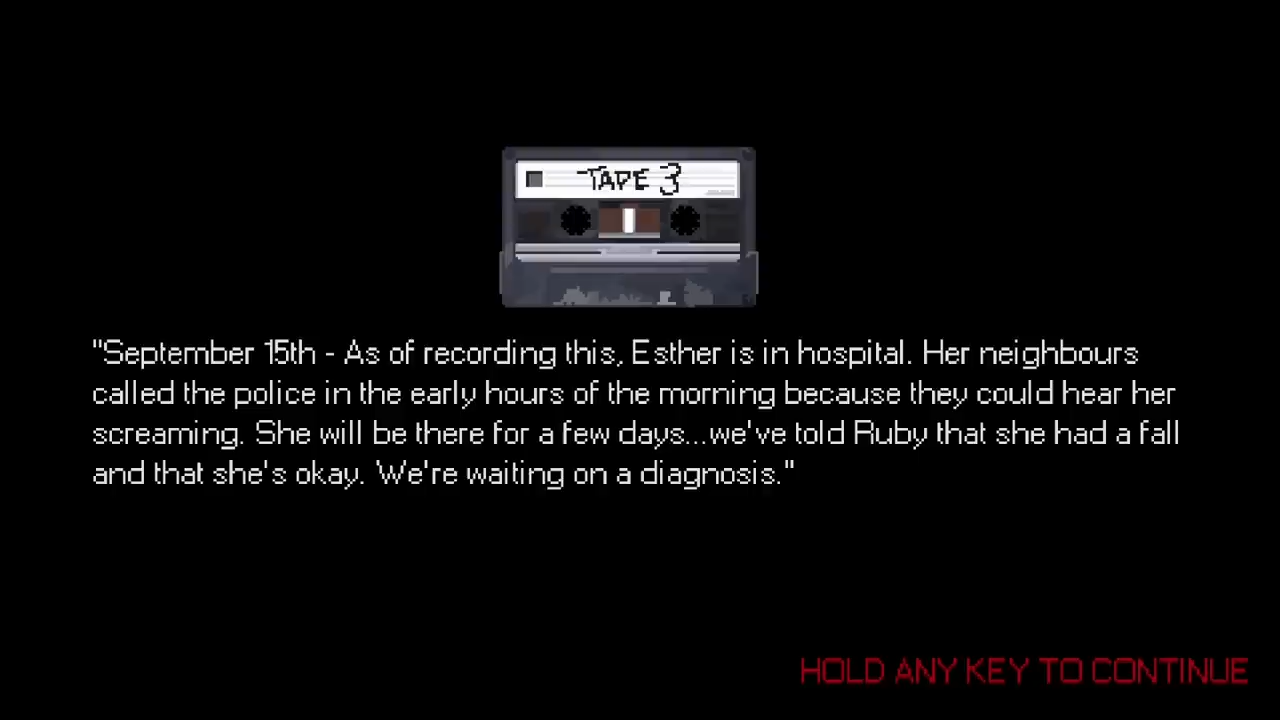 TAPE 3
"September 15th - As of recording this, Esther is in hospital. Her neighbours
called the police in the early hours of the morning because they could hear her
screaming. She will be there for a few days...we've told Ruby that she had a fall
and that she's okay. We're waiting on a diagnosis."
HOLD ANY KEY TO CONTINUE